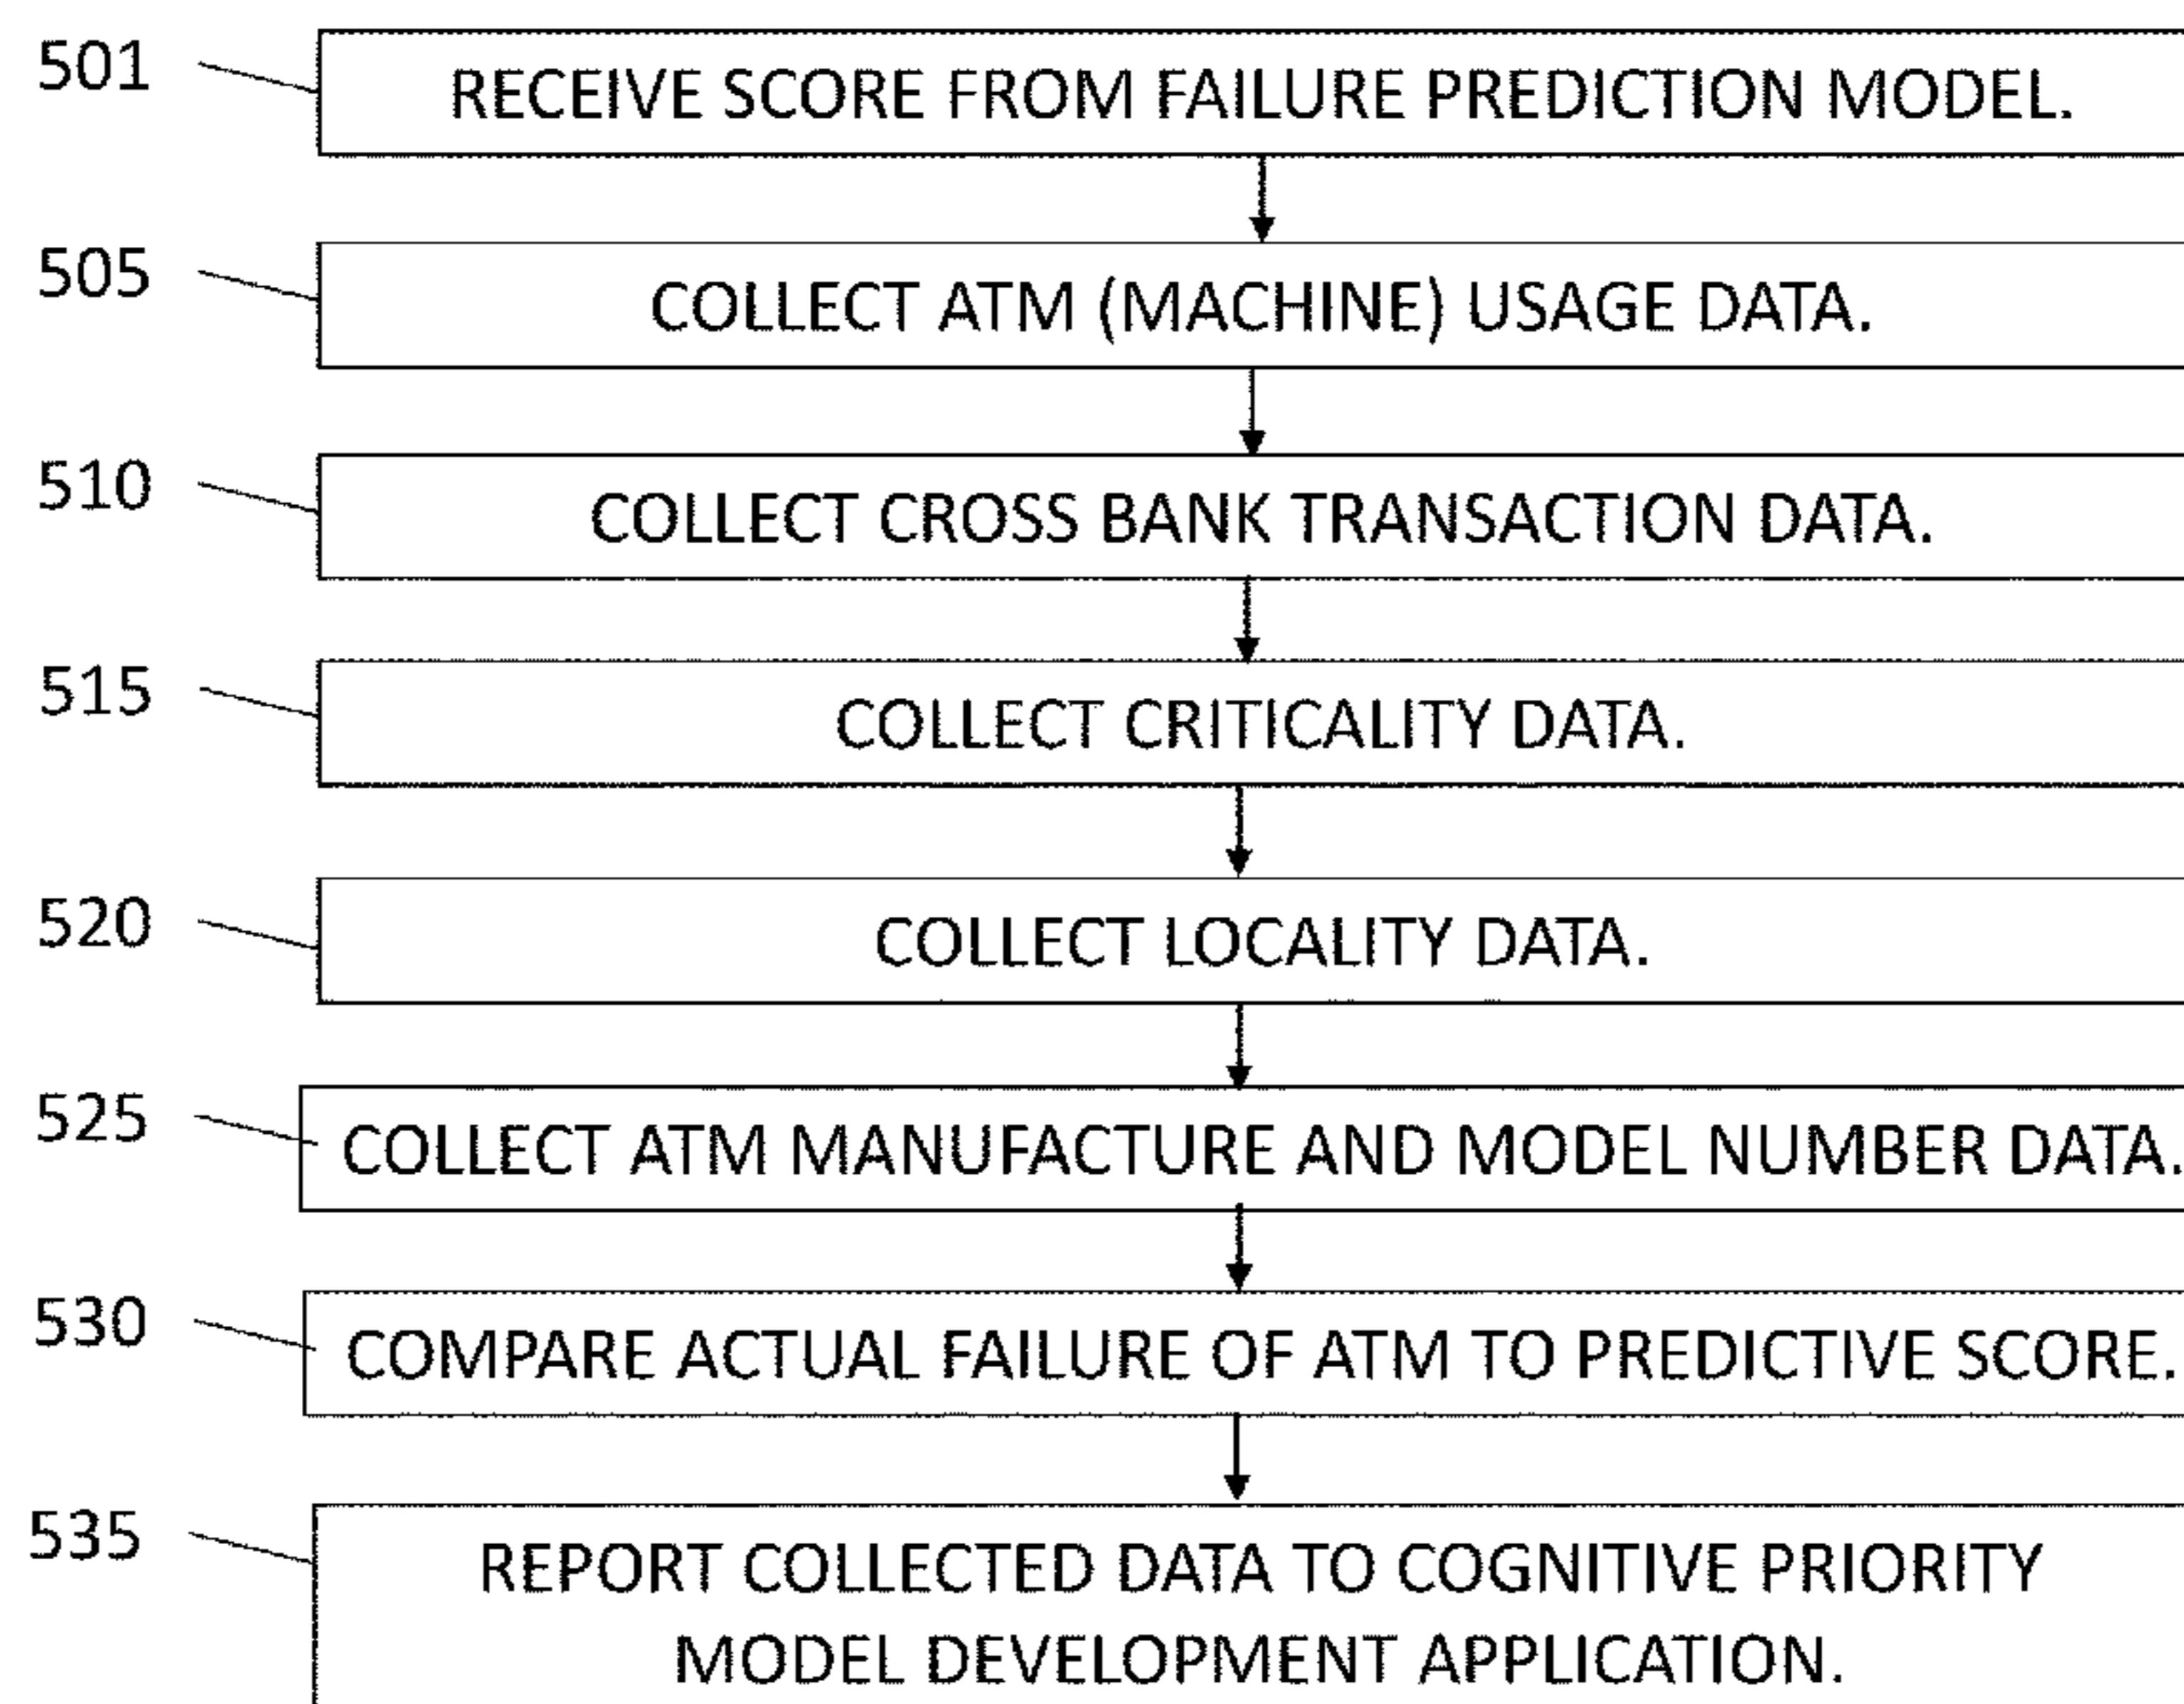 501 RECEIVE SCORE FROM FAILURE PREDICTION MODEL.
505 COLLECT ATM (MACHINE) USAGE DATA.
510 COLLECT CROSS BANK TRANSACTION DATA.
515 COLLECT CRITICALITY DATA.
520 COLLECT LOCALITY DATA.
525 COLLECT ATM MANUFACTURE AND MODEL NUMBER DATA.
530 COMPARE ACTUAL FAILURE OF ATM TO PREDICTIVE SCORE.
535 REPORT COLLECTED DATA TO COGNITIVE PRIORITY
MODEL DEVELOPMENT APPLICATION.